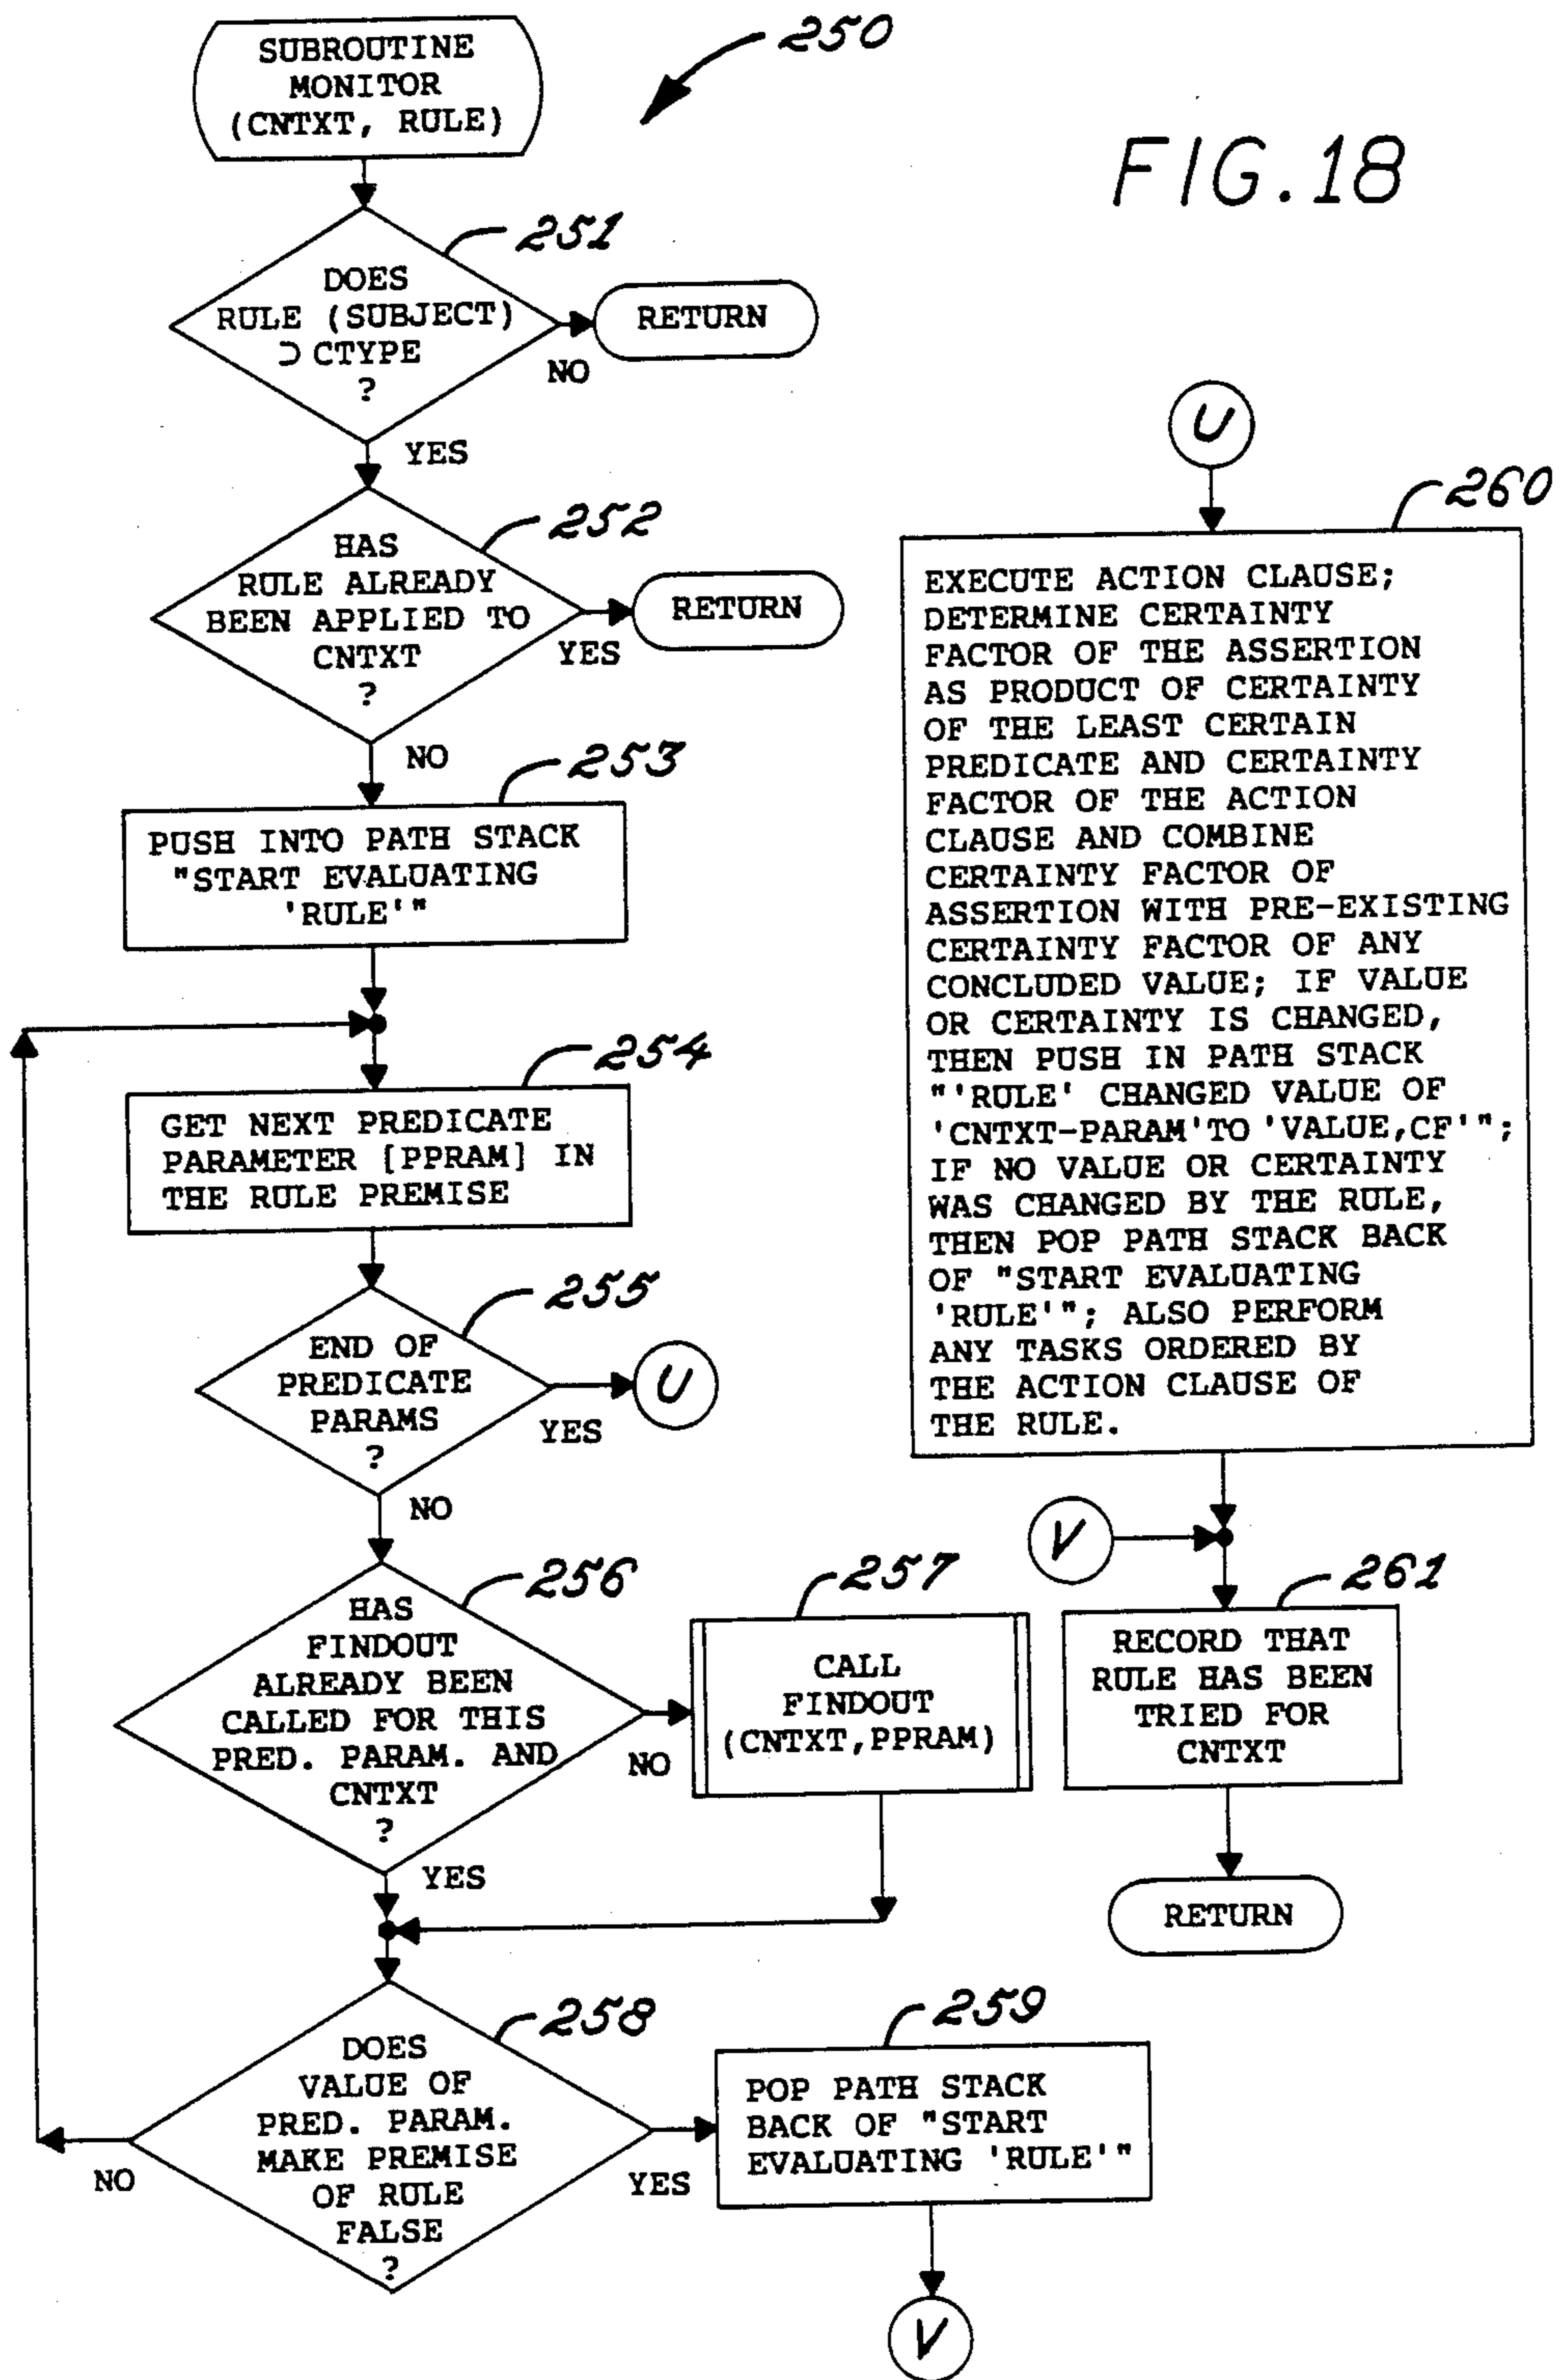 250
SUBROUTINE
MONITOR
(CNTXT, RULE)
FIG. 18
251
DOES
RULE (SUBJECT)
⊃ CTYPE
?
NO
RETURN
YES
252
HAS
RULE ALREADY
BEEN APPLIED TO
CNTXT
?
YES
RETURN
NO
253
PUSH INTO PATH STACK
"START EVALUATING
'RULE'"
254
GET NEXT PREDICATE
PARAMETER [PPRAM] IN
THE RULE PREMISE
255
END OF
PREDICATE
PARAMS
?
YES
U
NO
256
HAS
FINDOUT
ALREADY BEEN
CALLED FOR THIS
PRED. PARAM. AND
CNTXT
?
NO
257
CALL
FINDOUT
(CNTXT,PPRAM)
YES
258
DOES
VALUE OF
PRED. PARAM.
MAKE PREMISE
OF RULE
FALSE
?
NO
YES
259
POP PATH STACK
BACK OF "START
EVALUATING 'RULE'"
V
U
260
EXECUTE ACTION CLAUSE;
DETERMINE CERTAINTY
FACTOR OF THE ASSERTION
AS PRODUCT OF CERTAINTY
OF THE LEAST CERTAIN
PREDICATE AND CERTAINTY
FACTOR OF THE ACTION
CLAUSE AND COMBINE
CERTAINTY FACTOR OF
ASSERTION WITH PRE-EXISTING
CERTAINTY FACTOR OF ANY
CONCLUDED VALUE; IF VALUE
OR CERTAINTY IS CHANGED,
THEN PUSH IN PATH STACK
"'RULE' CHANGED VALUE OF
'CNTXT-PARAM'TO 'VALUE,CF'";
IF NO VALUE OR CERTAINTY
WAS CHANGED BY THE RULE,
THEN POP PATH STACK BACK
OF "START EVALUATING
'RULE'"; ALSO PERFORM
ANY TASKS ORDERED BY
THE ACTION CLAUSE OF
THE RULE.
V
261
RECORD THAT
RULE HAS BEEN
TRIED FOR
CNTXT
RETURN